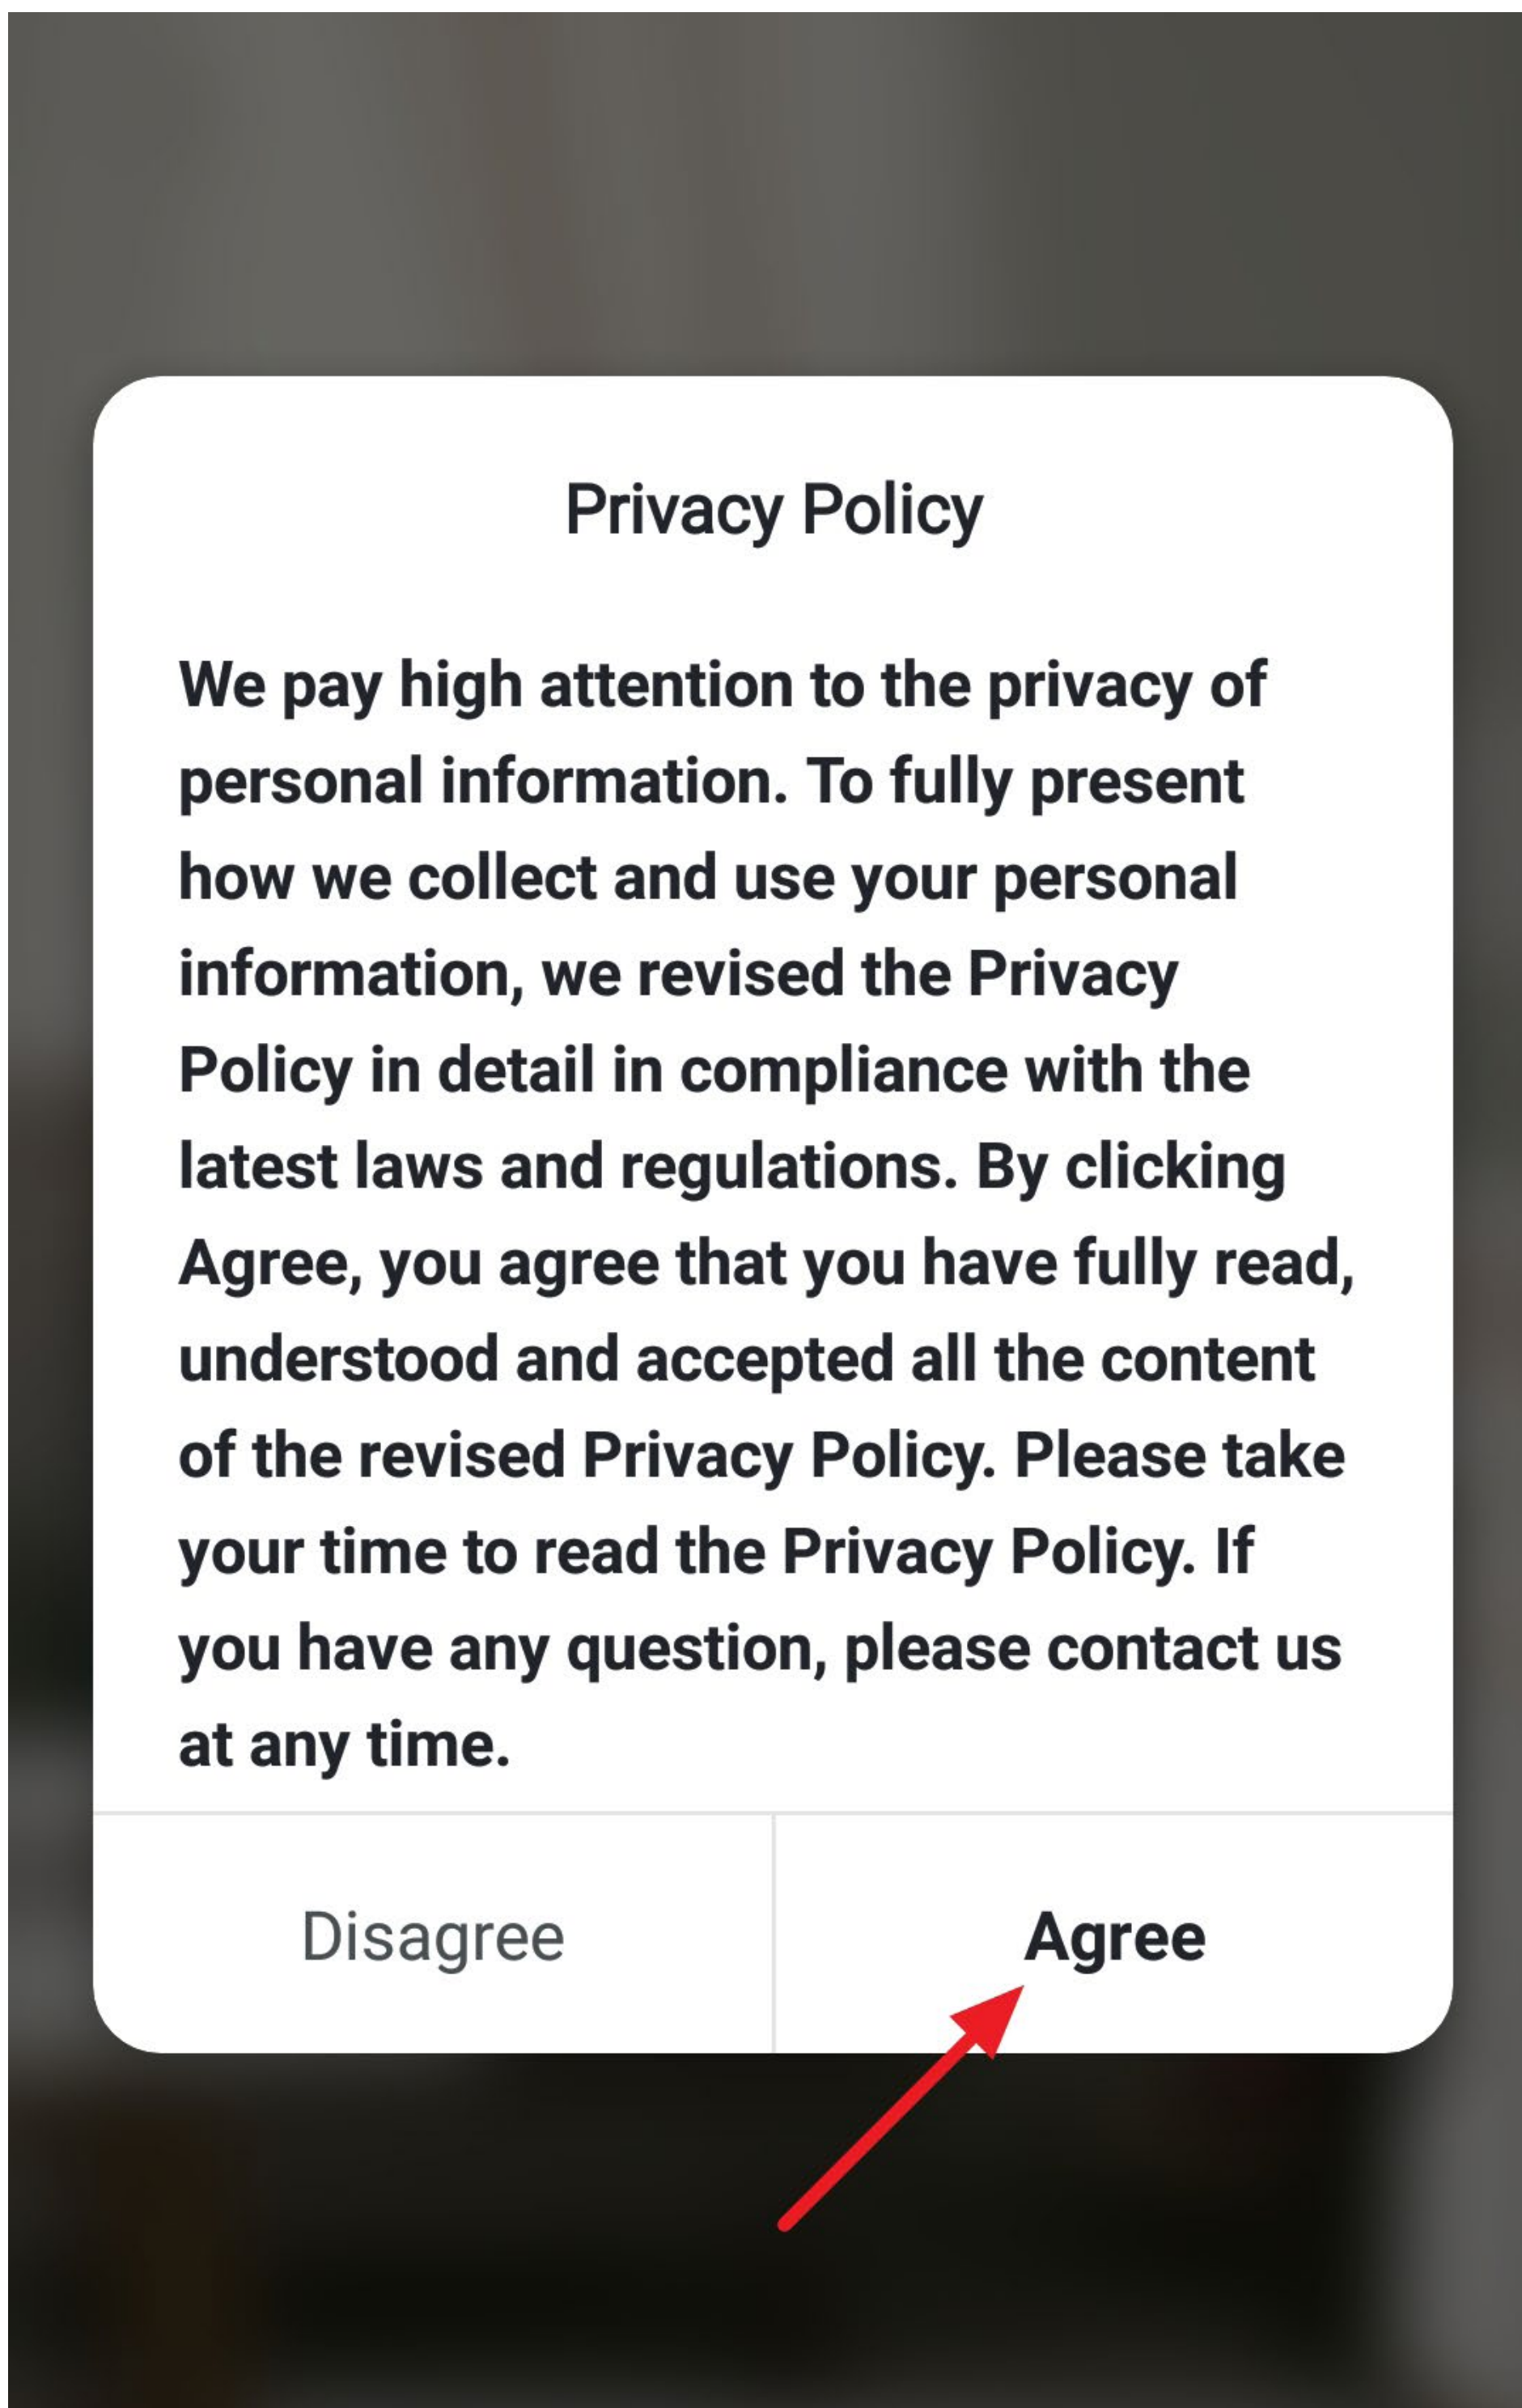 Privacy Policy
We pay high attention to the privacy of
personal information. To fully present
how we collect and use your personal
information, we revised the Privacy
Policy in detail in compliance with the
latest laws and regulations. By clicking
Agree, you agree that you have fully read,
understood and accepted all the content
of the revised Privacy Policy. Please take
your time to read the Privacy Policy. If
you have any question, please contact us
at any time.
Disagree
Agree